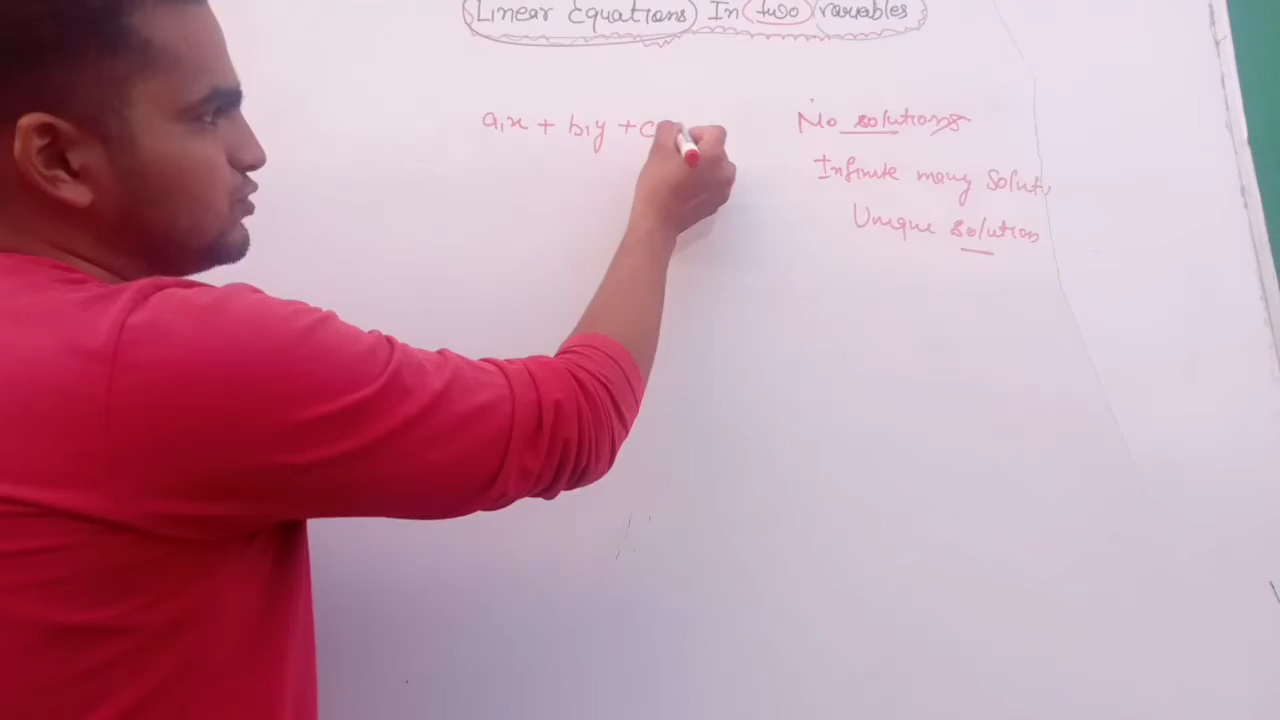 Linear Equations In two variables
a₁x + b₁y + c
No solutions
Infinite many Soluti
Unique solution